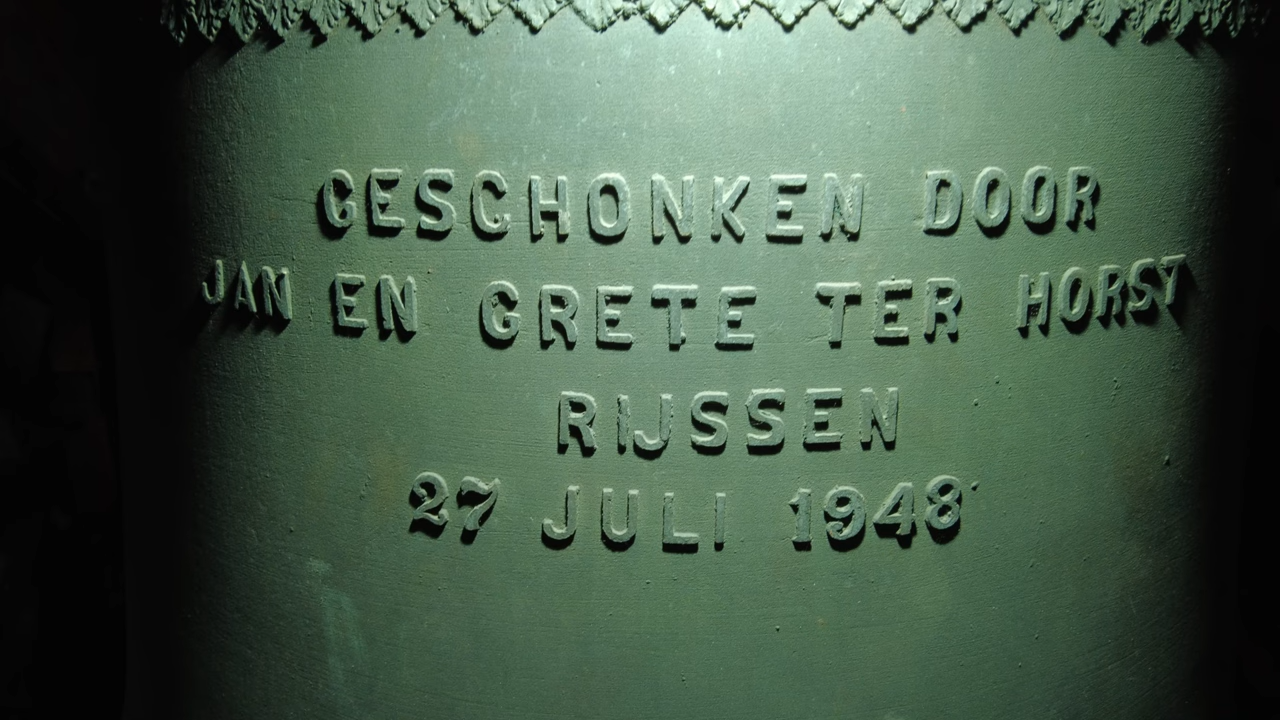 GESCHONKEN DOOR
JAN EN GRETE TER HORST
RIJSSEN
27 JULI 1948